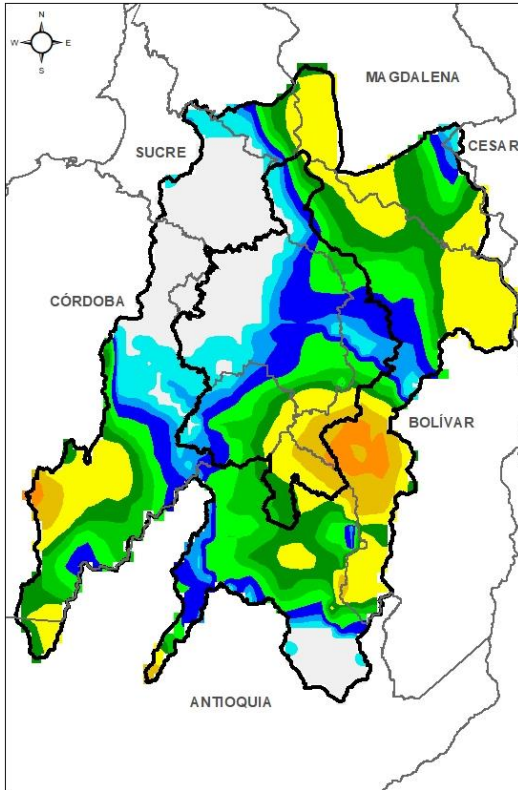 N
W E
S
MAGDALENA
SUCRE
CESAR
CÓRDOBA
BOLÍVAR
ANTIOQUIA